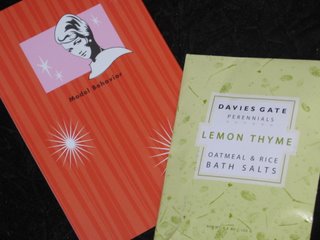 Model Behavior
DAVIES GATE
PERENNIALS
LEMON THYME
OATMEAL & RICE
BATH SALTS